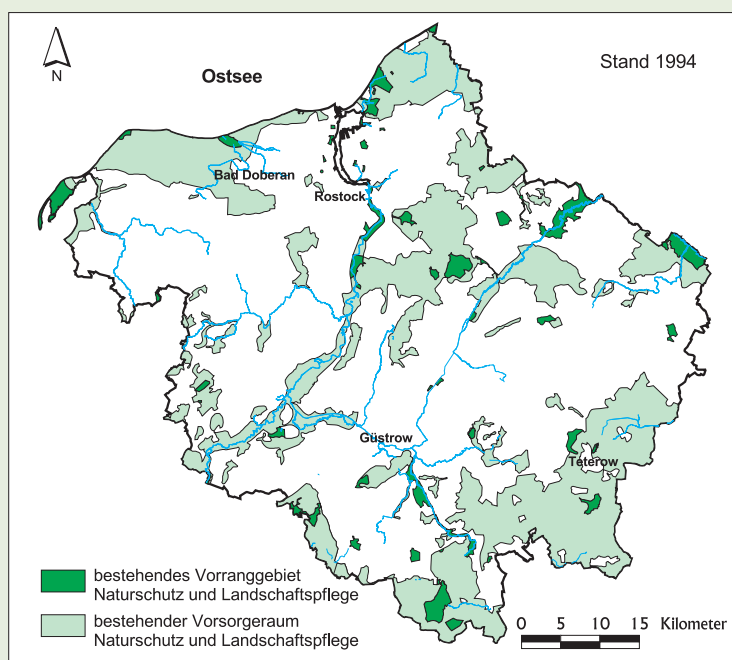 Ostsee
Stand 1994
N
Bad Doberan
Rostock
Güstrow
Teterow
bestehendes Vorranggebiet
Naturschutz und Landschaftspflege
bestehender Vorsorgeraum
Naturschutz und Landschaftspflege
0 5 10 15 Kilometer